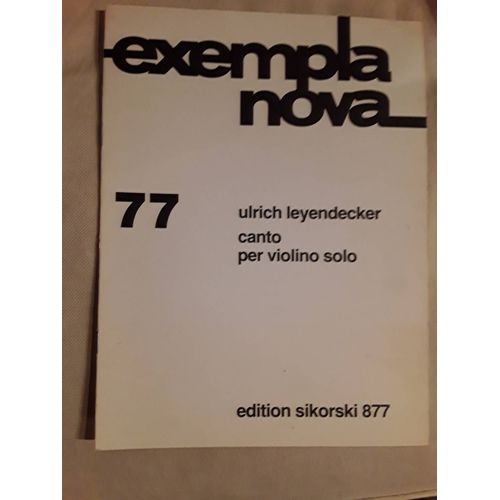 exempla
nova
77
ulrich leyendecker
canto
per violino solo
edition sikorski 877